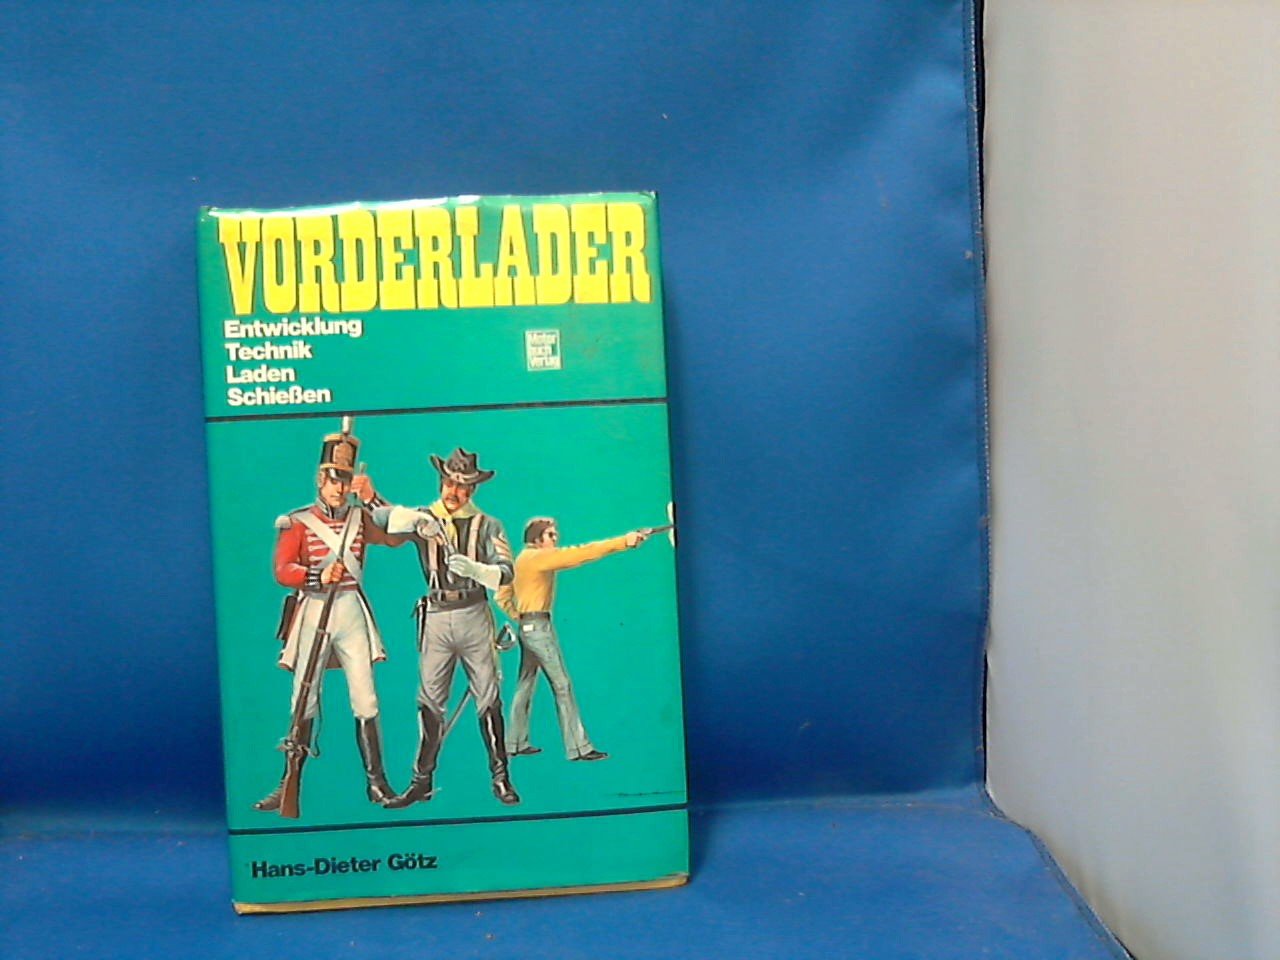 VORDERLADER
Entwicklung
Technik
Laden
Schießen
Motor
buch
Verlag
Hans-Dieter Götz